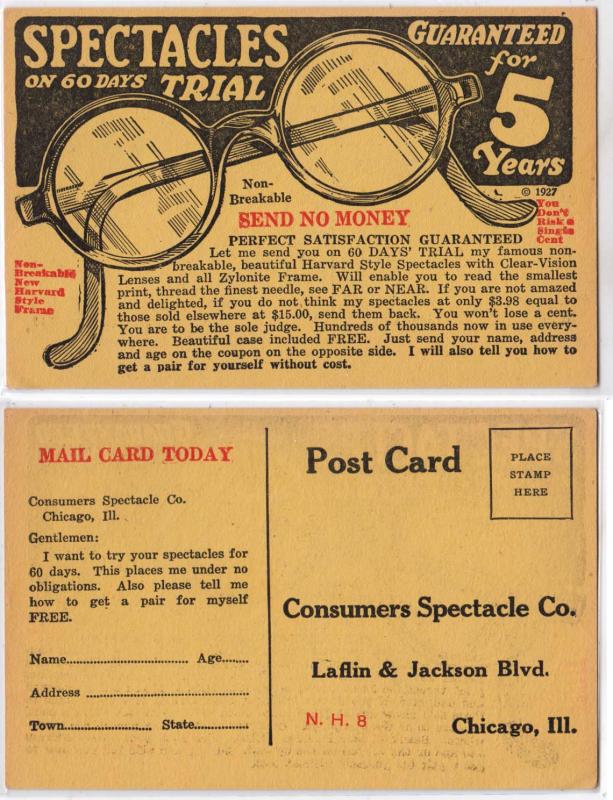 SPECTACLES
ON 60 DAYS TRIAL
GUARANTEED
for
5
Years
© 1927
Non-
Breakable
SEND NO MONEY
You
Don't
Risk a
Single
Cent
Non-
Breakable
New
Harvard
Style
Frame
PERFECT SATISFACTION GUARANTEED
Let me send you on 60 DAYS' TRIAL my famous non-
breakable, beautiful Harvard Style Spectacles with Clear-Vision
Lenses and all Zylonite Frame. Will enable you to read the smallest
print, thread the finest needle, see FAR or NEAR. If you are not amazed
and delighted, if you do not think my spectacles at only $3.98 equal to
those sold elsewhere at $15.00, send them back. You won't lose a cent.
You are to be the sole judge. Hundreds of thousands now in use every-
where. Beautiful case included FREE. Just send your name, address
and age on the coupon on the opposite side. I will also tell you how to
get a pair for yourself without cost.
MAIL CARD TODAY
Consumers Spectacle Co.
Chicago, Ill.
Gentlemen:
I want to try your spectacles for
60 days. This places me under no
obligations. Also please tell me
how to get a pair for myself
FREE.
Name.................................. Age.......
Address ..............................................
Town........................ State...............
Post Card
PLACE
STAMP
HERE
Consumers Spectacle Co.
Laflin & Jackson Blvd.
N. H. 8
Chicago, Ill.